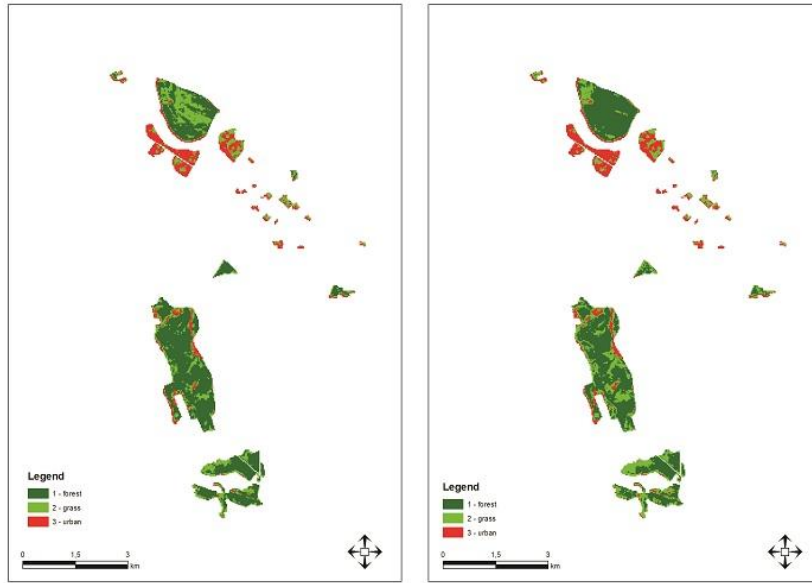 Legend
1 - forest
2 - grass
3 - urban
0 1,5 3
km
Legend
1 - forest
2 - grass
3 - urban
0 1,5 3
km